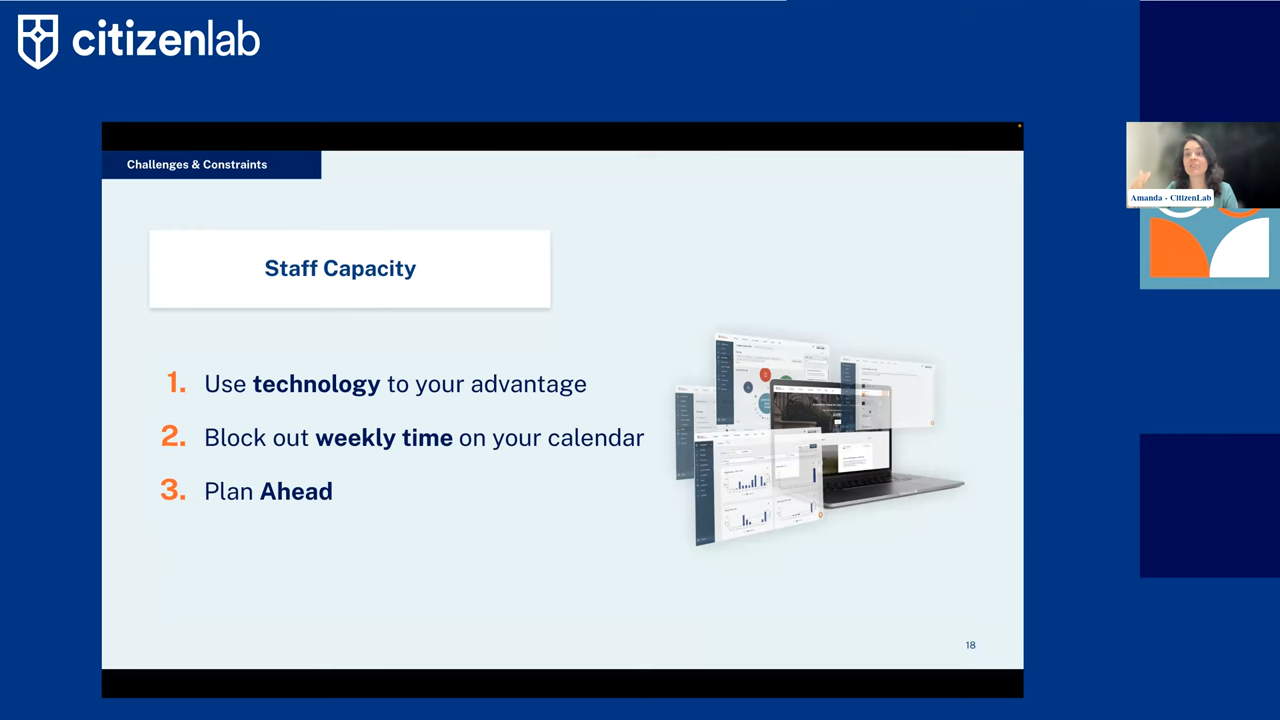 citizenlab
Challenges & Constraints
Staff Capacity
1. Use technology to your advantage
2. Block out weekly time on your calendar
3. Plan Ahead
18
Amanda - CitizenLab